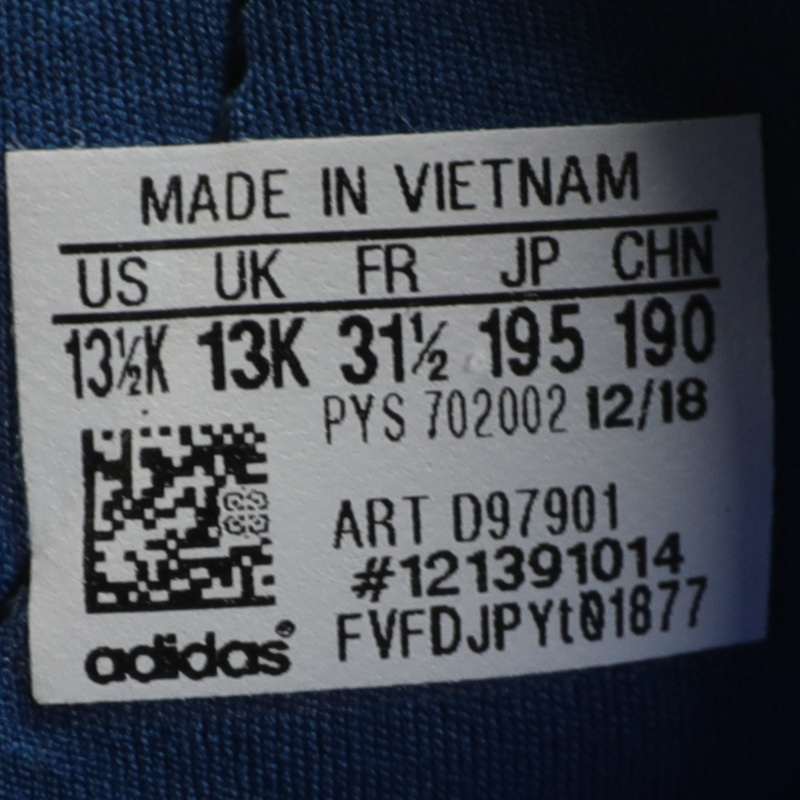 MADE IN VIETNAM
US UK FR JP CHN
13½K 13K 31½ 195 190
PYS 702002 12/18
ART D97901
#121391014
FVFDJPYt01877
adidas®